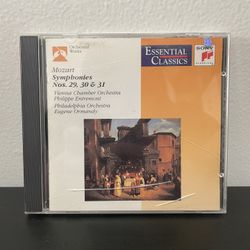 Orchestral
Works
ESSENTIAL
CLASSICS
SONY
Mozart
Symphonies
Nos. 29, 30 & 31
Vienna Chamber Orchestra
Philippe Entremont
Philadelphia Orchestra
Eugene Ormandy